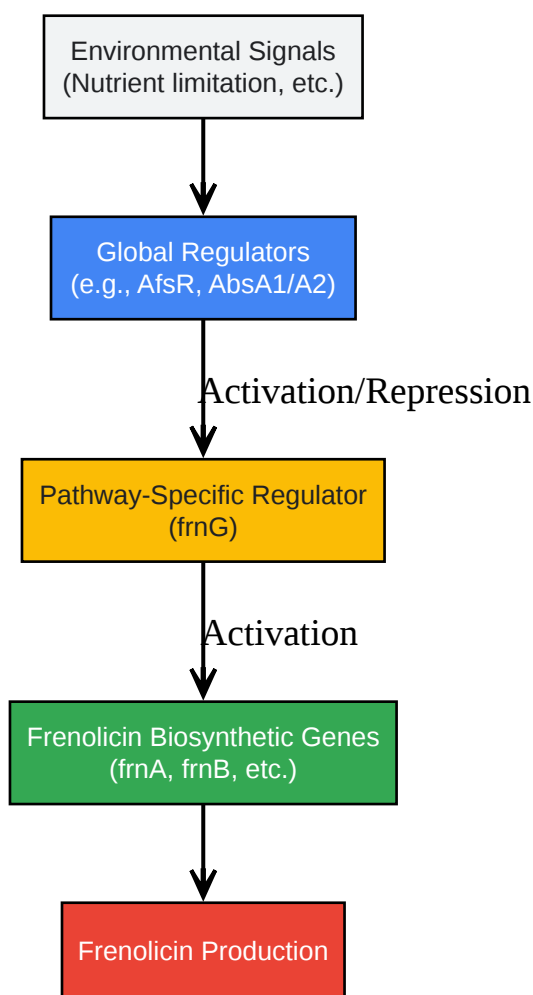 Environmental Signals
(Nutrient limitation, etc.)
Global Regulators
(e.g., AfsR, AbsA1/A2)
Activation/Repression
Pathway-Specific Regulator
(frnG)
Activation
Frenolicin Biosynthetic Genes
(frnA, frnB, etc.)
Frenolicin Production